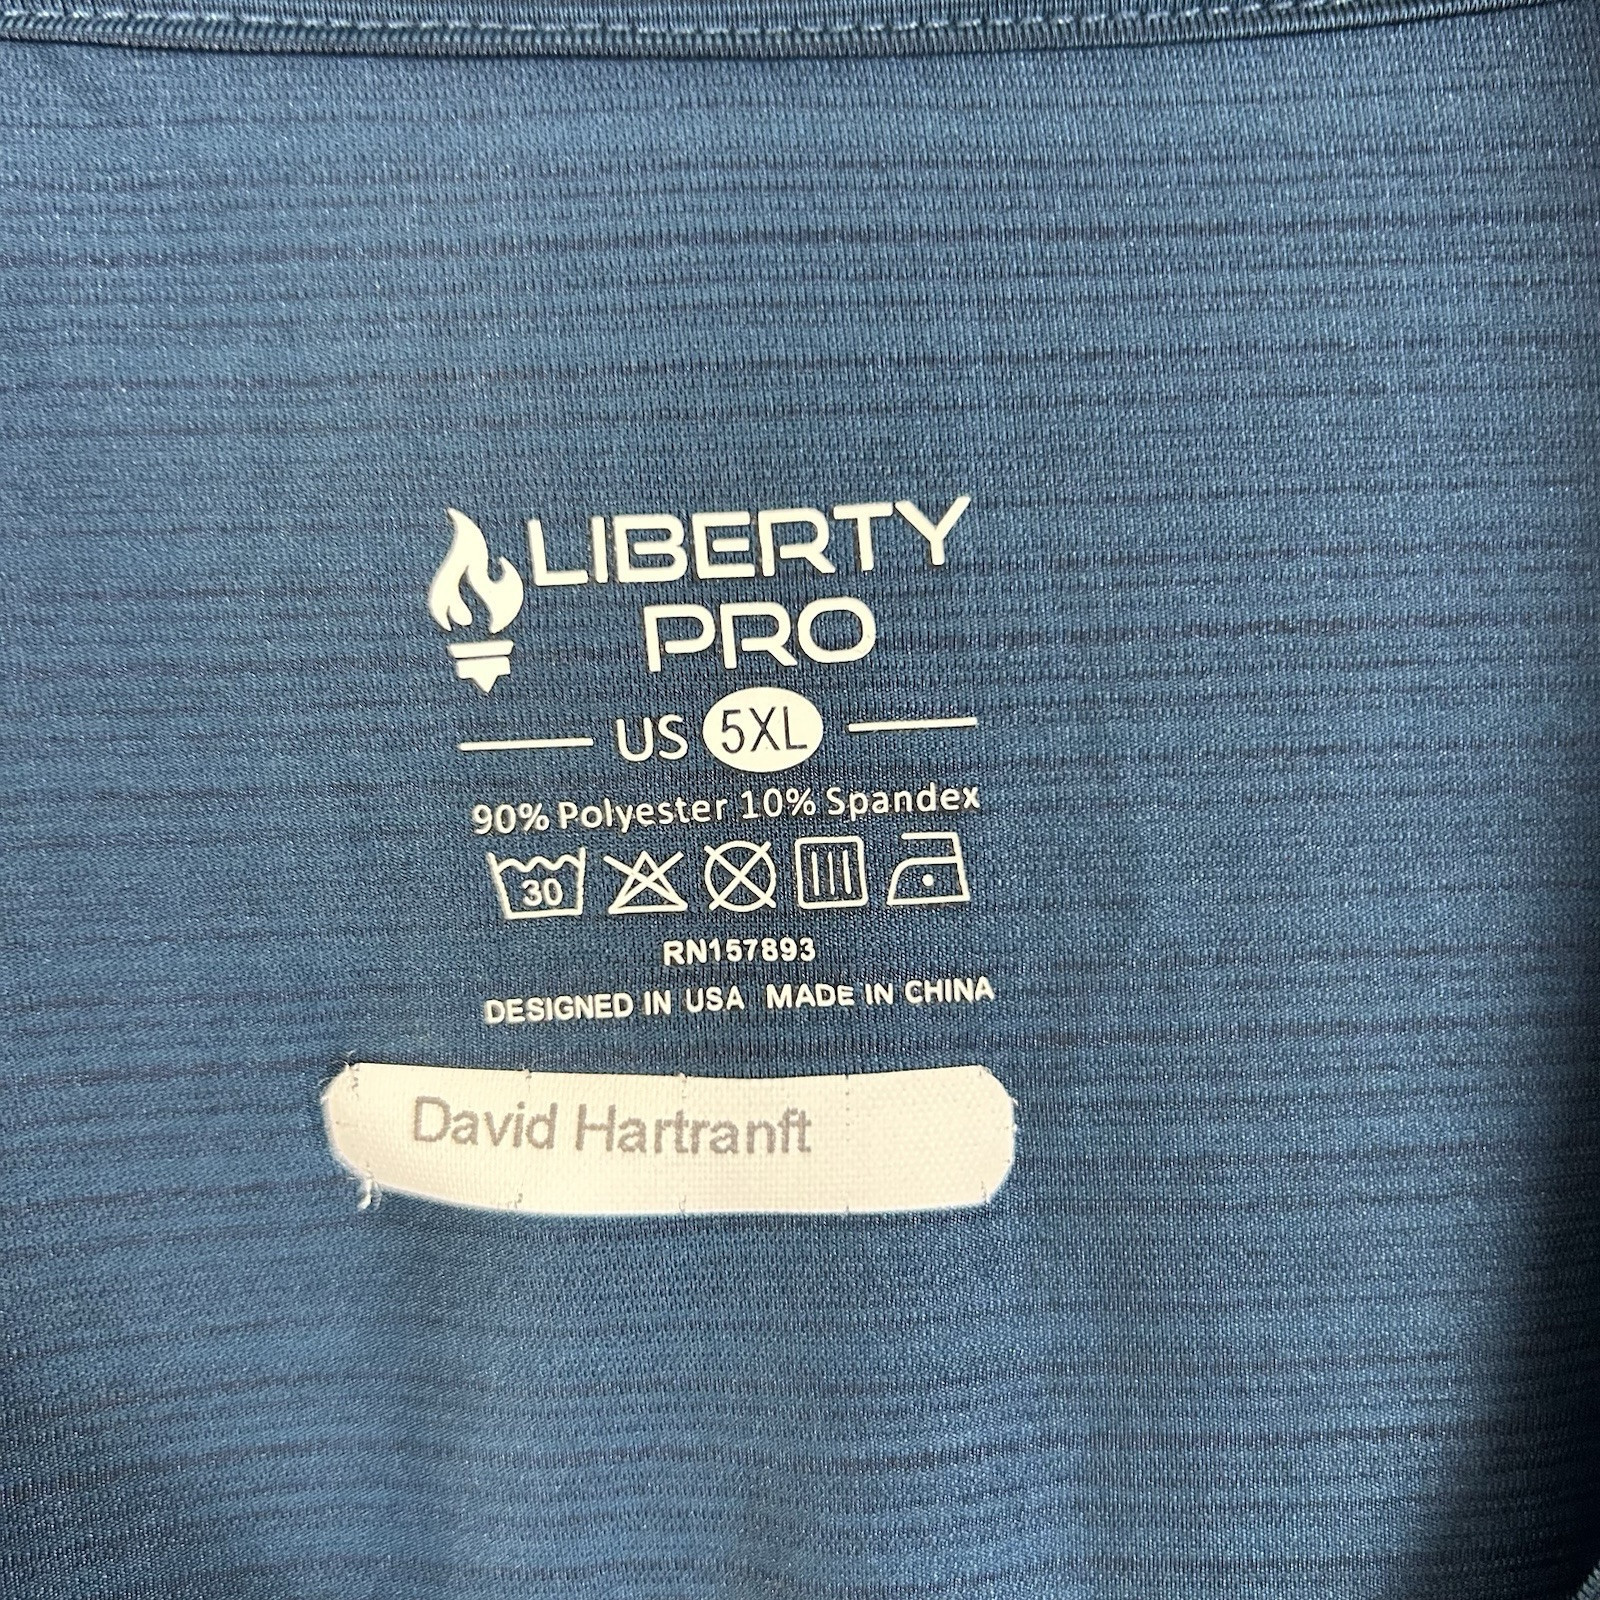 LIBERTY
PRO
US 5XL
90% Polyester 10% Spandex
30
RN157893
DESIGNED IN USA MADE IN CHINA
David Hartranft